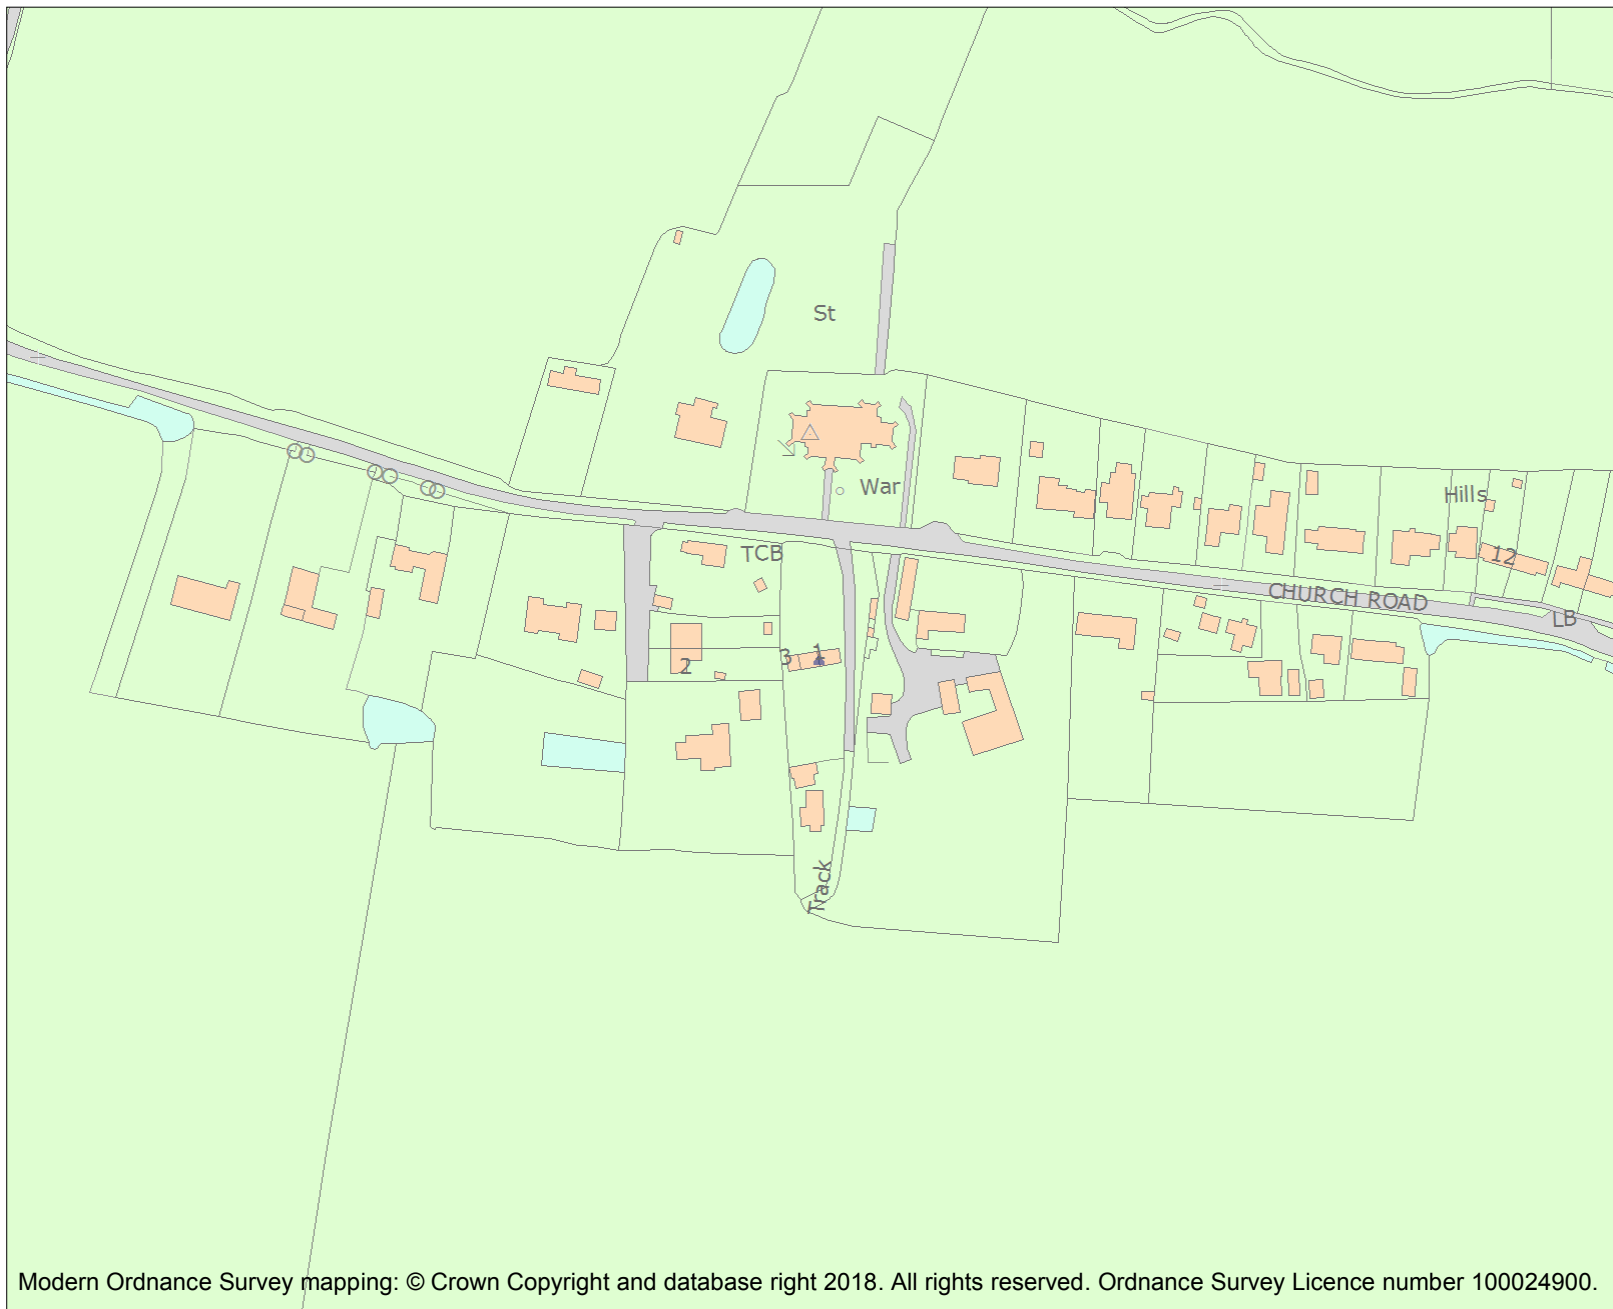 St
War
Hills
TCB
12
CHURCH ROAD
LB
3
1
2
Track
Modern Ordnance Survey mapping: © Crown Copyright and database right 2018. All rights reserved. Ordnance Survey Licence number 100024900.